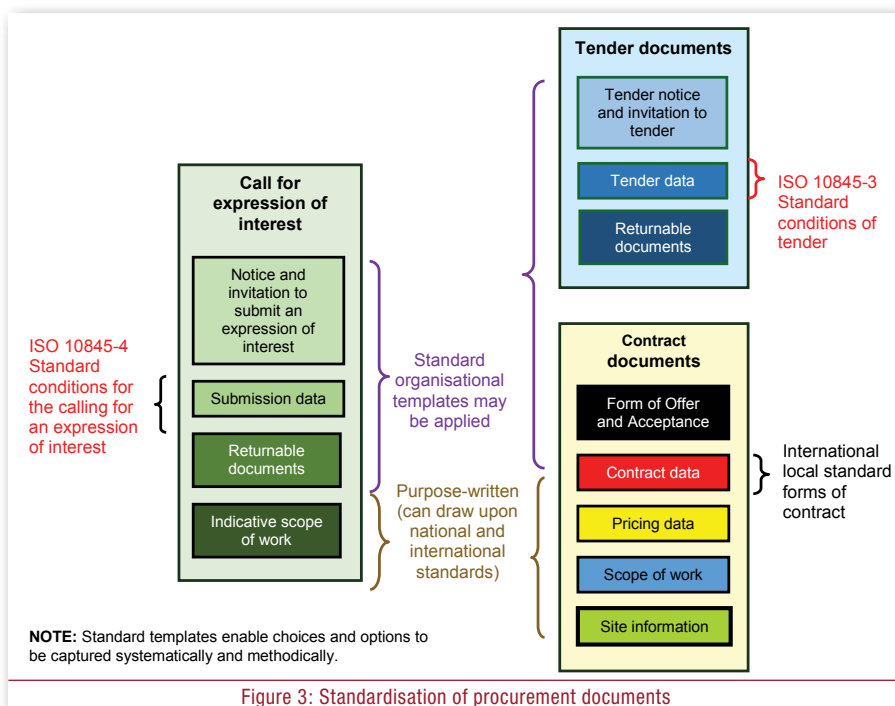 Tender documents
Tender notice
and invitation to
tender
Tender data
Returnable
documents
ISO 10845-3
Standard
conditions of
tender
Call for
expression of
interest
Notice and
invitation to
submit an
expression of
interest
Submission data
Returnable
documents
Indicative scope
of work
ISO 10845-4
Standard
conditions for
the calling for
an expression
of interest
Standard
organisational
templates may
be applied
Purpose-written
(can draw upon
national and
international
standards)
Contract
documents
Form of Offer
and Acceptance
Contract data
Pricing data
Scope of work
Site information
International
local standard
forms of
contract
NOTE: Standard templates enable choices and options to
be captured systematically and methodically.
Figure 3: Standardisation of procurement documents